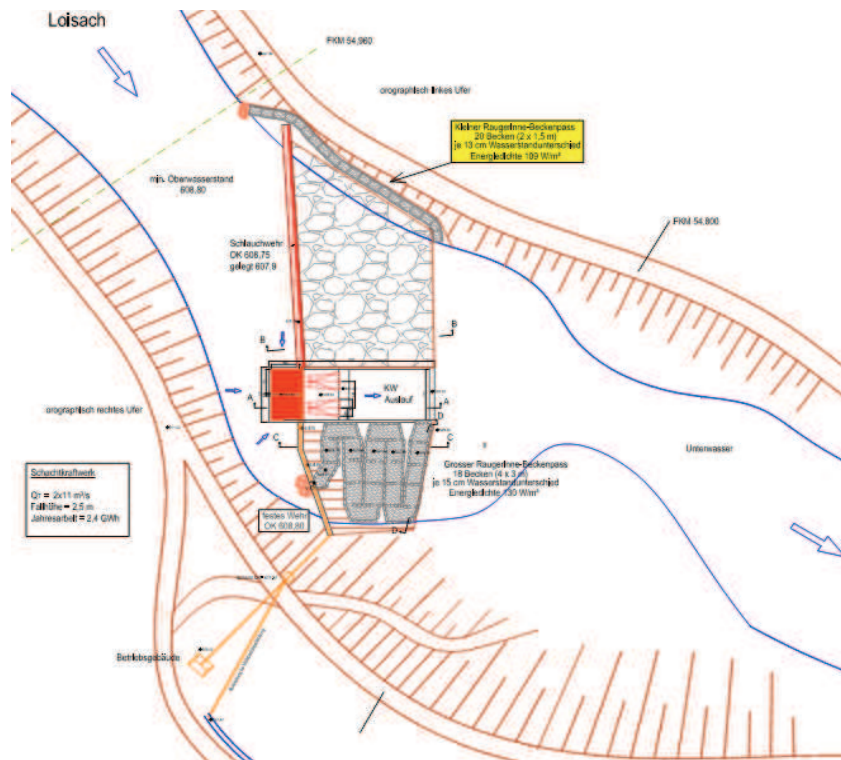 Loisach
FKM 54,960
orographisch linkes Ufer
Kleiner RaugerInne-Beckenpass
20 Becken (2 x 1,5 m)
je 13 cm Wasserstandunterschied
Energiedichte 109 W/m³
min. Oberwasserstand
608,80
FKM 54,800
Schlauchwehr
OK 608,75
gelegt 607,9
B
B
KW
Auslauf
A
A
D
orographisch rechtes Ufer
C
C
Unterwasser
Grosser RaugerInne-Beckenpass
18 Becken (4 x 3 m)
je 15 cm Wasserstandunterschied
Energiedichte 130 W/m³
Schachtkraftwerk
QT = 2x11 m³/s
Fallhöhe = 2,5 m
Jahresarbeit = 2,4 GWh
festes Wehr
OK 608,80
D
Betriebsgebäude